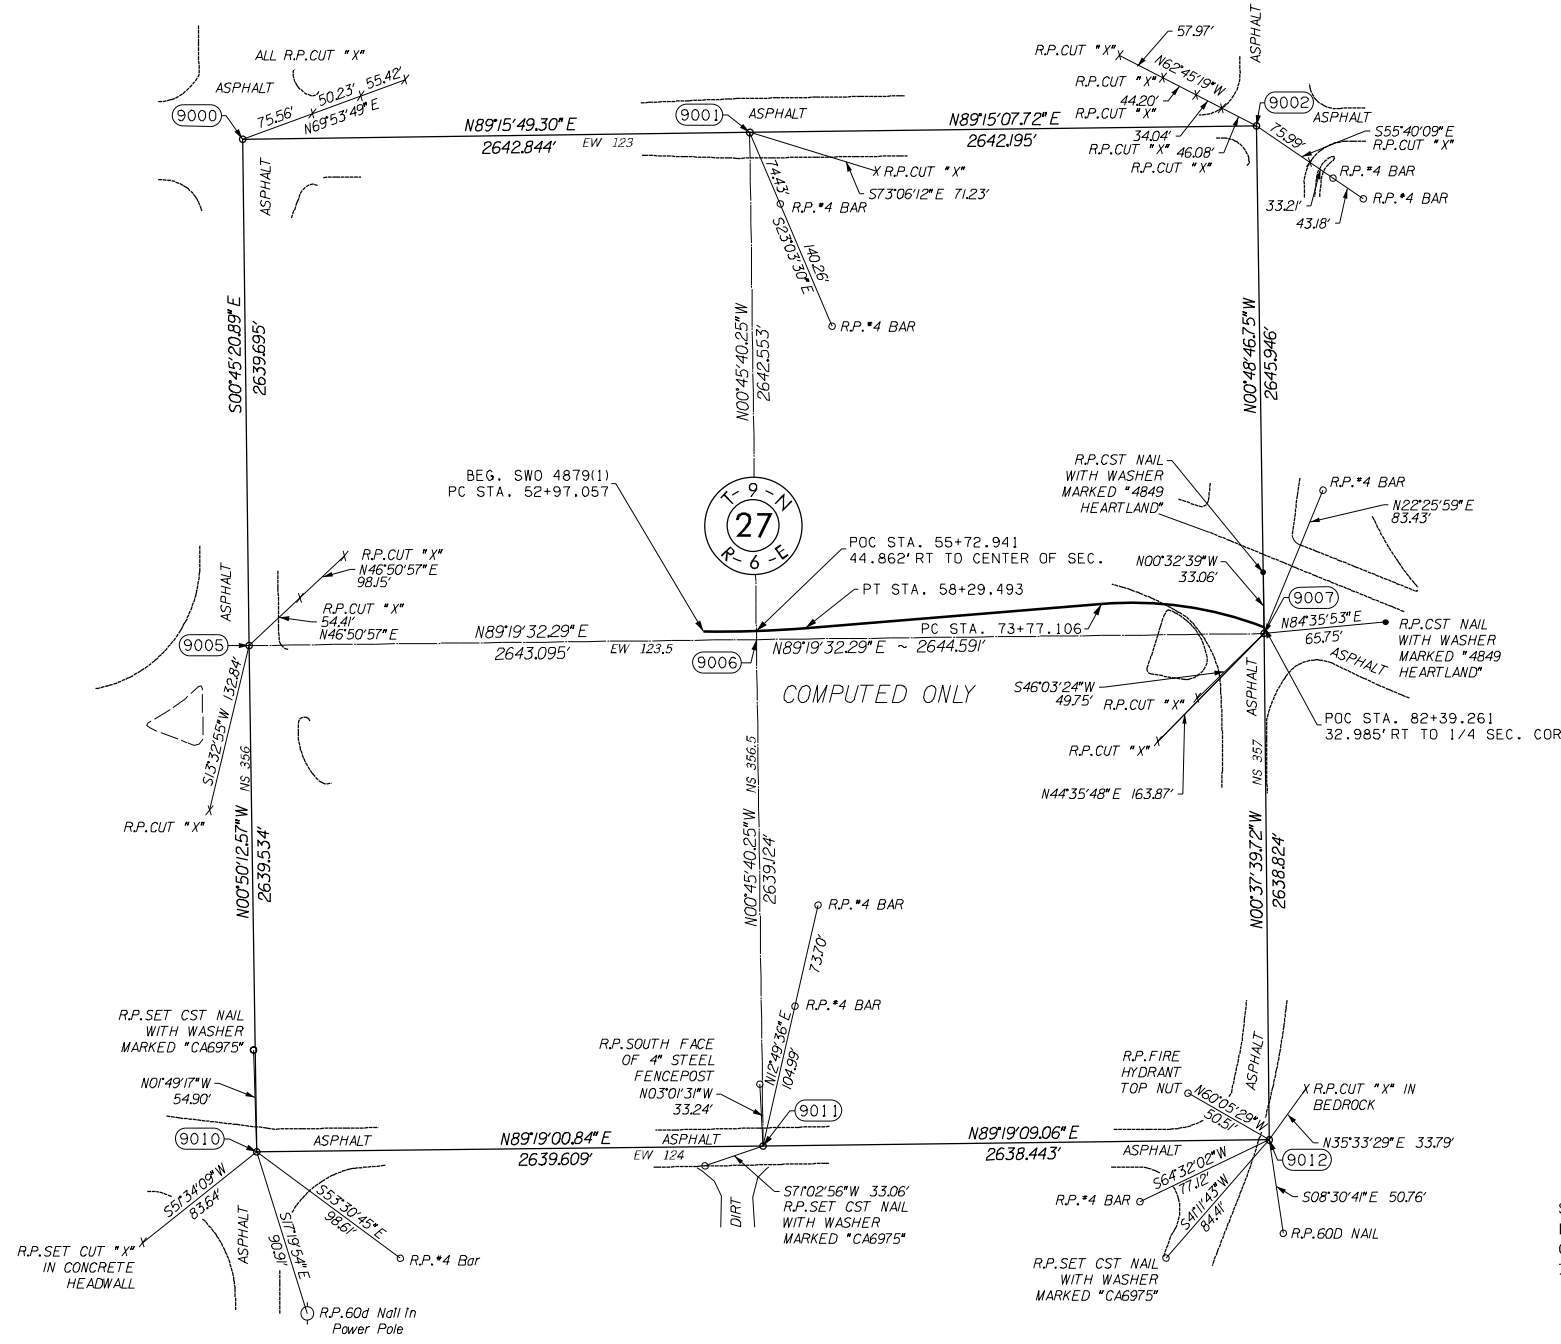 ALL R.P. CUT "X"
ASPHALT
9000
75.56'
50.23'
55.42'
N69°53'49"E
ASPHALT
N89°15'49.30"E
2642.844'
EW 123
9001
ASPHALT
R.P. CUT "X"
S73°06'12"E 71.23'
74.43'
R.P. #4 BAR
S23°03'30"E
140.26'
R.P. #4 BAR
N89°15'07.72"E
2642.195'
57.97'
R.P. CUT "X"
N62°45'19"W
R.P. CUT "X"
44.20'
R.P. CUT "X"
34.04'
R.P. CUT "X"
46.08'
R.P. CUT "X"
ASPHALT
9002
ASPHALT
75.99'
S55°40'09"E
R.P. CUT "X"
R.P. #4 BAR
33.21'
R.P. #4 BAR
43.18'
S00°45'20.89"E
2639.695'
N00°45'40.25"W
2642.553'
N00°48'46.75"W
2645.946'
BEG. SWO 4879(1)
PC STA. 52+97.057
T-9-N
27
R-6-E
POC STA. 55+72.941
44.862' RT TO CENTER OF SEC.
PT STA. 58+29.493
PC STA. 73+77.106
R.P. CST NAIL
WITH WASHER
MARKED "4849
HEARTLAND"
R.P. #4 BAR
N22°25'59"E
83.43'
N00°32'39"W
33.06'
9007
N84°35'53"E
65.75'
R.P. CST NAIL
WITH WASHER
MARKED "4849
HEARTLAND"
ASPHALT
ASPHALT
R.P. CUT "X"
N46°50'57"E
98.15'
R.P. CUT "X"
54.41'
N46°50'57"E
9005
N89°19'32.29"E
2643.095'
EW 123.5
9006
N89°19'32.29"E ~ 2644.591'
COMPUTED ONLY
S46°03'24"W
49.75'
R.P. CUT "X"
R.P. CUT "X"
N44°35'48"E 163.87'
ASPHALT
NS 357
POC STA. 82+39.261
32.985' RT TO 1/4 SEC. COR
S13°32'55"W 132.84'
R.P. CUT "X"
NS 356
NS 356.5
N00°50'12.57"W
2639.534'
N00°45'40.25"W
2639.124'
N00°37'39.72"W
2638.824'
R.P. #4 BAR
73.70'
R.P. #4 BAR
N12°49'36"E
104.99'
R.P. SET CST NAIL
WITH WASHER
MARKED "CA6975"
N01°49'17"W
54.90'
R.P. SOUTH FACE
OF 4" STEEL
FENCEPOST
N03°01'31"W
33.24'
9011
R.P. FIRE
HYDRANT
TOP NUT
N60°05'29"W
50.51'
ASPHALT
R.P. CUT "X" IN
BEDROCK
N35°33'29"E 33.79'
9010
ASPHALT
N89°19'00.84"E
2639.609'
ASPHALT
EW 124
N89°19'09.06"E
2638.443'
ASPHALT
9012
S51°34'09"W
83.64'
R.P. SET CUT "X"
IN CONCRETE
HEADWALL
ASPHALT
S17°19'54"E
90.91'
S53°30'45"E
98.61'
R.P. #4 Bar
R.P. 60d Nail in
Power Pole
DIRT
S71°02'56"W 33.06'
R.P. SET CST NAIL
WITH WASHER
MARKED "CA6975"
S64°32'02"W
77.12'
R.P. #4 BAR
S41°11'43"W
84.41'
R.P. SET CST NAIL
WITH WASHER
MARKED "CA6975"
S08°30'41"E 50.76'
R.P. 60D NAIL